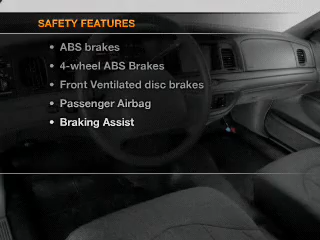 SAFETY FEATURES
• ABS brakes
• 4-wheel ABS Brakes
• Front Ventilated disc brakes
• Passenger Airbag
• Braking Assist